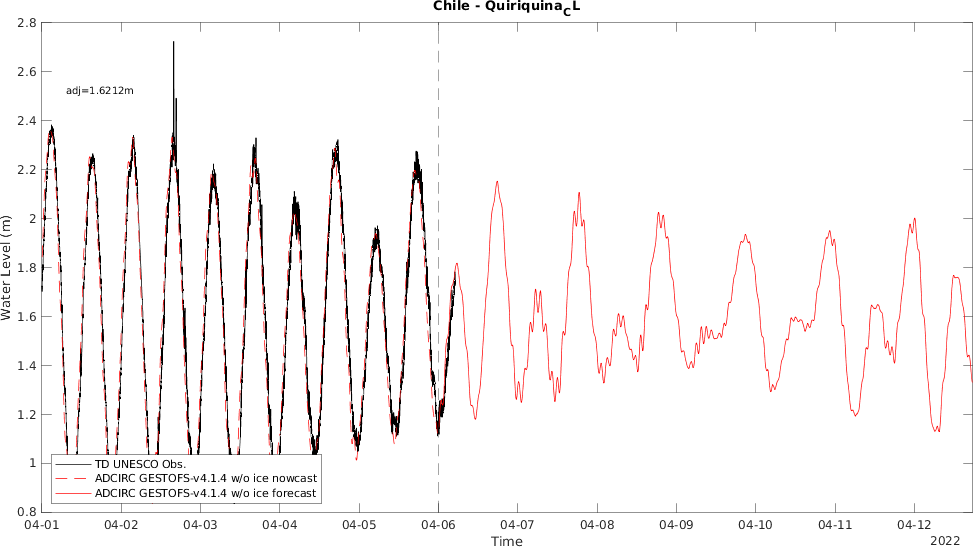 Chile - Quiriquina_CL
2.8
2.6
adj=1.6212m
2.4
2.2
2
1.8
Water Level (m)
1.6
1.4
1.2
1
TD UNESCO Obs.
ADCIRC GESTOFS-v4.1.4 w/o ice nowcast
ADCIRC GESTOFS-v4.1.4 w/o ice forecast
0.8
04-01 04-02 04-03 04-04 04-05 04-06 04-07 04-08 04-09 04-10 04-11 04-12
Time
2022